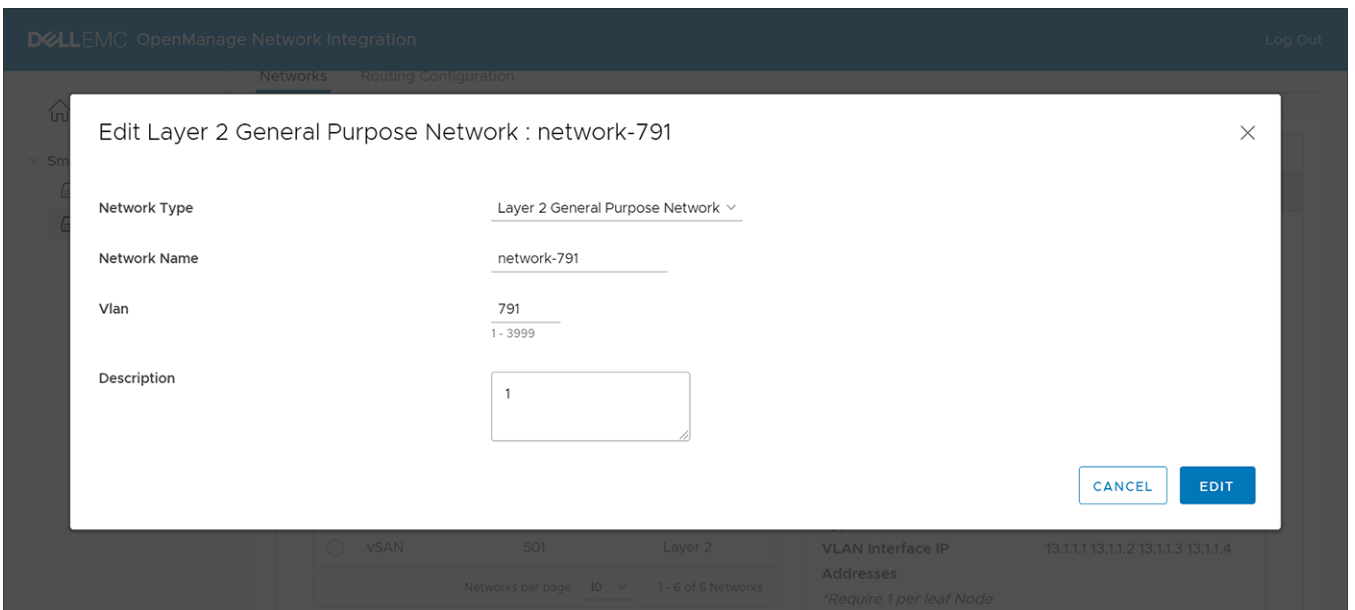 DELLEMC OpenManage Network Integration
Log Out
Networks Routing Configuration
Edit Layer 2 General Purpose Network : network-791
Sm
Network Type Layer 2 General Purpose Network
Network Name network-791
Vlan 791
1 - 3999
Description 1
CANCEL EDIT
vSAN 501 Layer 2
VLAN Interface IP 13.1.1.1 13.1.1.2 13.1.1.3 13.1.1.4
Addresses
Networks per page 10 1 - 6 of 6 Networks
*Require 1 per leaf Node